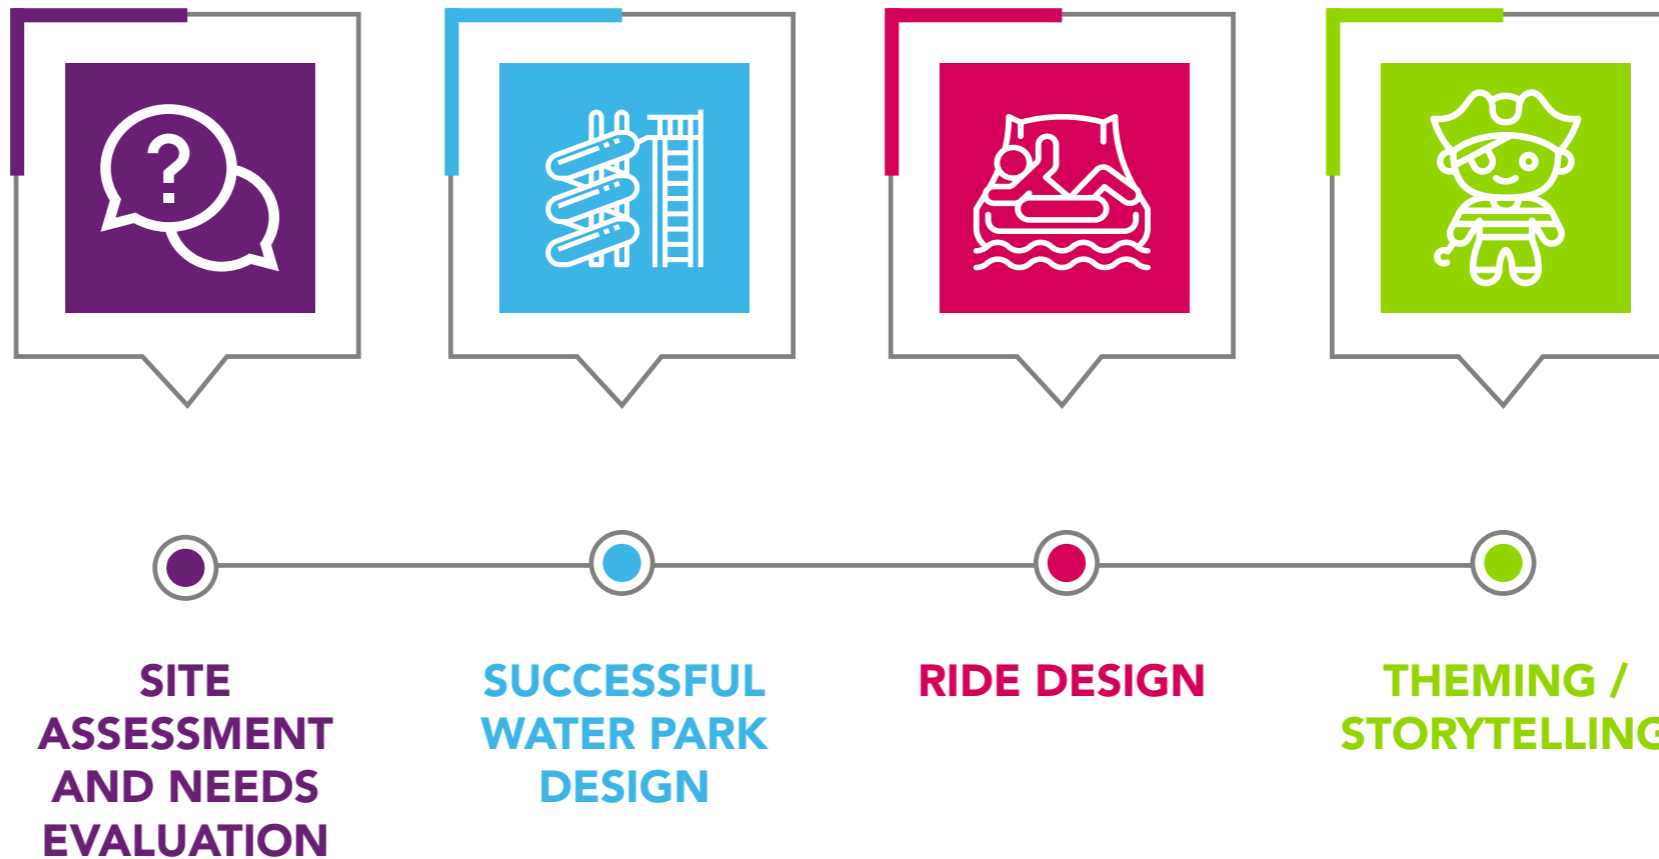 ?
SITE
ASSESSMENT
AND NEEDS
EVALUATION
SUCCESSFUL
WATER PARK
DESIGN
RIDE DESIGN
THEMING /
STORYTELLING